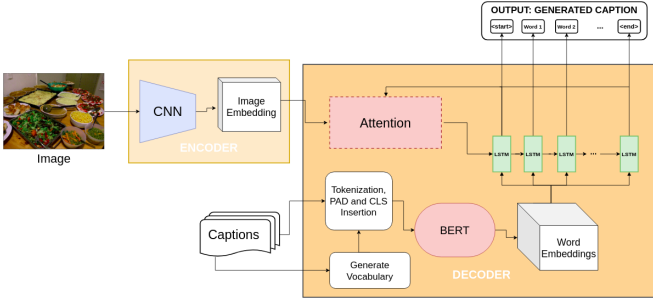 OUTPUT: GENERATED CAPTION
<start> Word 1 Word 2 ... <end>
CNN
Image
Embedding
ENCODER
Image
Attention
LSTM LSTM LSTM ... LSTM
Tokenization,
PAD and CLS
Insertion
Captions
BERT
Word
Embeddings
Generate
Vocabulary
DECODER